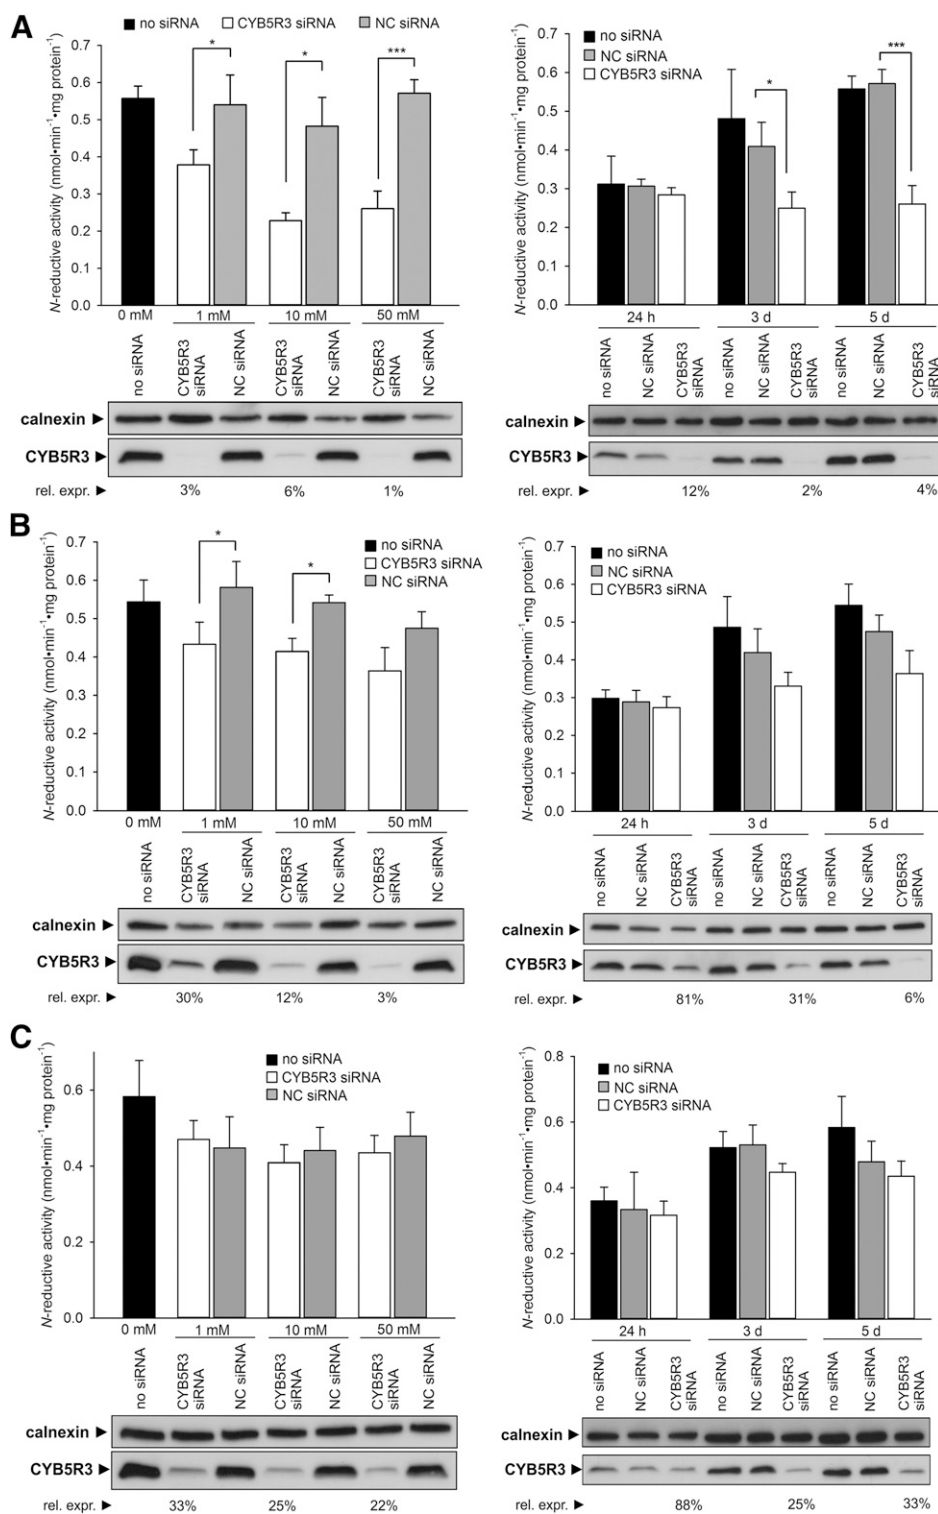 A
no siRNA
CYB5R3 siRNA
NC siRNA
N-reductive activity (nmol•min⁻¹•mg protein⁻¹)
0.7
0.6
0.5
0.4
0.3
0.2
0.1
0.0
*
*
***
0 mM
1 mM
10 mM
50 mM
no siRNA
CYB5R3 siRNA
NC siRNA
CYB5R3 siRNA
NC siRNA
CYB5R3 siRNA
NC siRNA
calnexin ►
CYB5R3 ►
rel. expr. ► 3% 6% 1%
no siRNA
NC siRNA
CYB5R3 siRNA
N-reductive activity (nmol•min⁻¹•mg protein⁻¹)
0.7
0.6
0.5
0.4
0.3
0.2
0.1
0.0
*
***
24 h
3 d
5 d
no siRNA
NC siRNA
CYB5R3 siRNA
no siRNA
NC siRNA
CYB5R3 siRNA
no siRNA
NC siRNA
CYB5R3 siRNA
calnexin ►
CYB5R3 ►
rel. expr. ► 12% 2% 4%
B
no siRNA
CYB5R3 siRNA
NC siRNA
N-reductive activity (nmol•min⁻¹•mg protein⁻¹)
0.7
0.6
0.5
0.4
0.3
0.2
0.1
0.0
*
*
0 mM
1 mM
10 mM
50 mM
no siRNA
CYB5R3 siRNA
NC siRNA
CYB5R3 siRNA
NC siRNA
CYB5R3 siRNA
NC siRNA
calnexin ►
CYB5R3 ►
rel. expr. ► 30% 12% 3%
no siRNA
NC siRNA
CYB5R3 siRNA
N-reductive activity (nmol•min⁻¹•mg protein⁻¹)
0.7
0.6
0.5
0.4
0.3
0.2
0.1
0.0
24 h
3 d
5 d
no siRNA
NC siRNA
CYB5R3 siRNA
no siRNA
NC siRNA
CYB5R3 siRNA
no siRNA
NC siRNA
CYB5R3 siRNA
calnexin ►
CYB5R3 ►
rel. expr. ► 81% 31% 6%
C
no siRNA
CYB5R3 siRNA
NC siRNA
N-reductive activity (nmol•min⁻¹•mg protein⁻¹)
0.6
0.4
0.2
0.0
0 mM
1 mM
10 mM
50 mM
no siRNA
CYB5R3 siRNA
NC siRNA
CYB5R3 siRNA
NC siRNA
CYB5R3 siRNA
NC siRNA
calnexin ►
CYB5R3 ►
rel. expr. ► 33% 25% 22%
no siRNA
NC siRNA
CYB5R3 siRNA
N-reductive activity (nmol•min⁻¹•mg protein⁻¹)
0.8
0.6
0.4
0.2
0.0
24 h
3 d
5 d
no siRNA
NC siRNA
CYB5R3 siRNA
no siRNA
NC siRNA
CYB5R3 siRNA
no siRNA
NC siRNA
CYB5R3 siRNA
calnexin ►
CYB5R3 ►
rel. expr. ► 88% 25% 33%